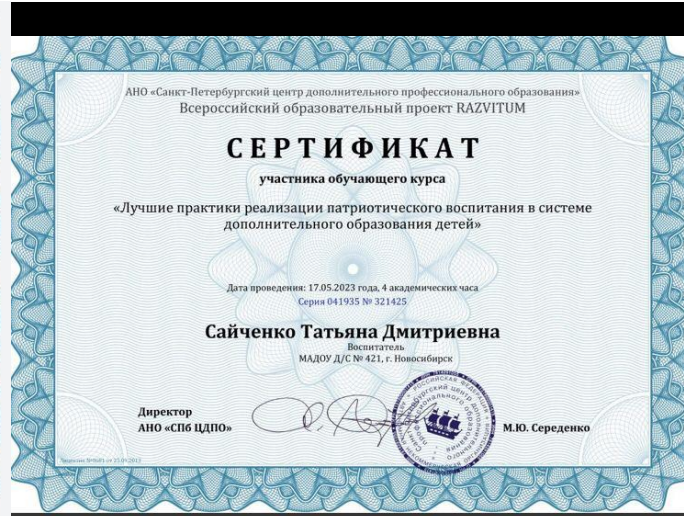 АНО «Санкт-Петербургский центр дополнительного профессионального образования»
Всероссийский образовательный проект RAZVITUM
СЕРТИФИКАТ
участника обучающего курса
«Лучшие практики реализации патриотического воспитания в системе
дополнительного образования детей»
Дата проведения: 17.05.2023 года, 4 академических часа
Серия 041935 № 321425
Сайченко Татьяна Дмитриевна
Воспитатель
МАДОУ Д/С № 421, г. Новосибирск
Директор
АНО «СПб ЦДПО»
М.Ю. Середенко